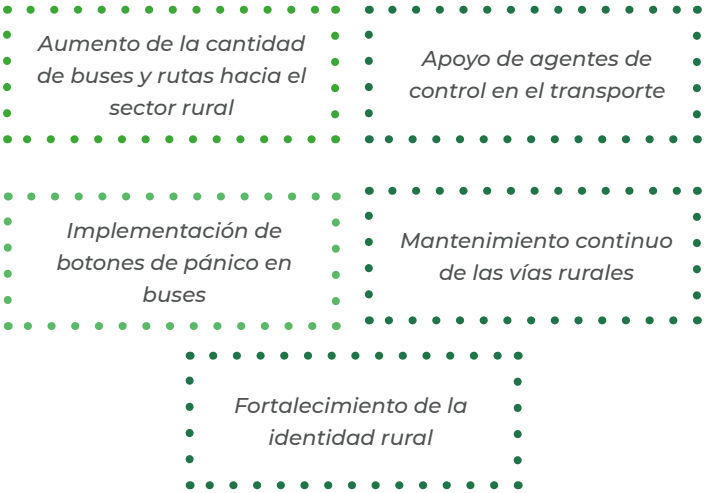 Aumento de la cantidad
de buses y rutas hacia el
sector rural
Apoyo de agentes de
control en el transporte
Implementación de
botones de pánico en
buses
Mantenimiento continuo
de las vías rurales
Fortalecimiento de la
identidad rural